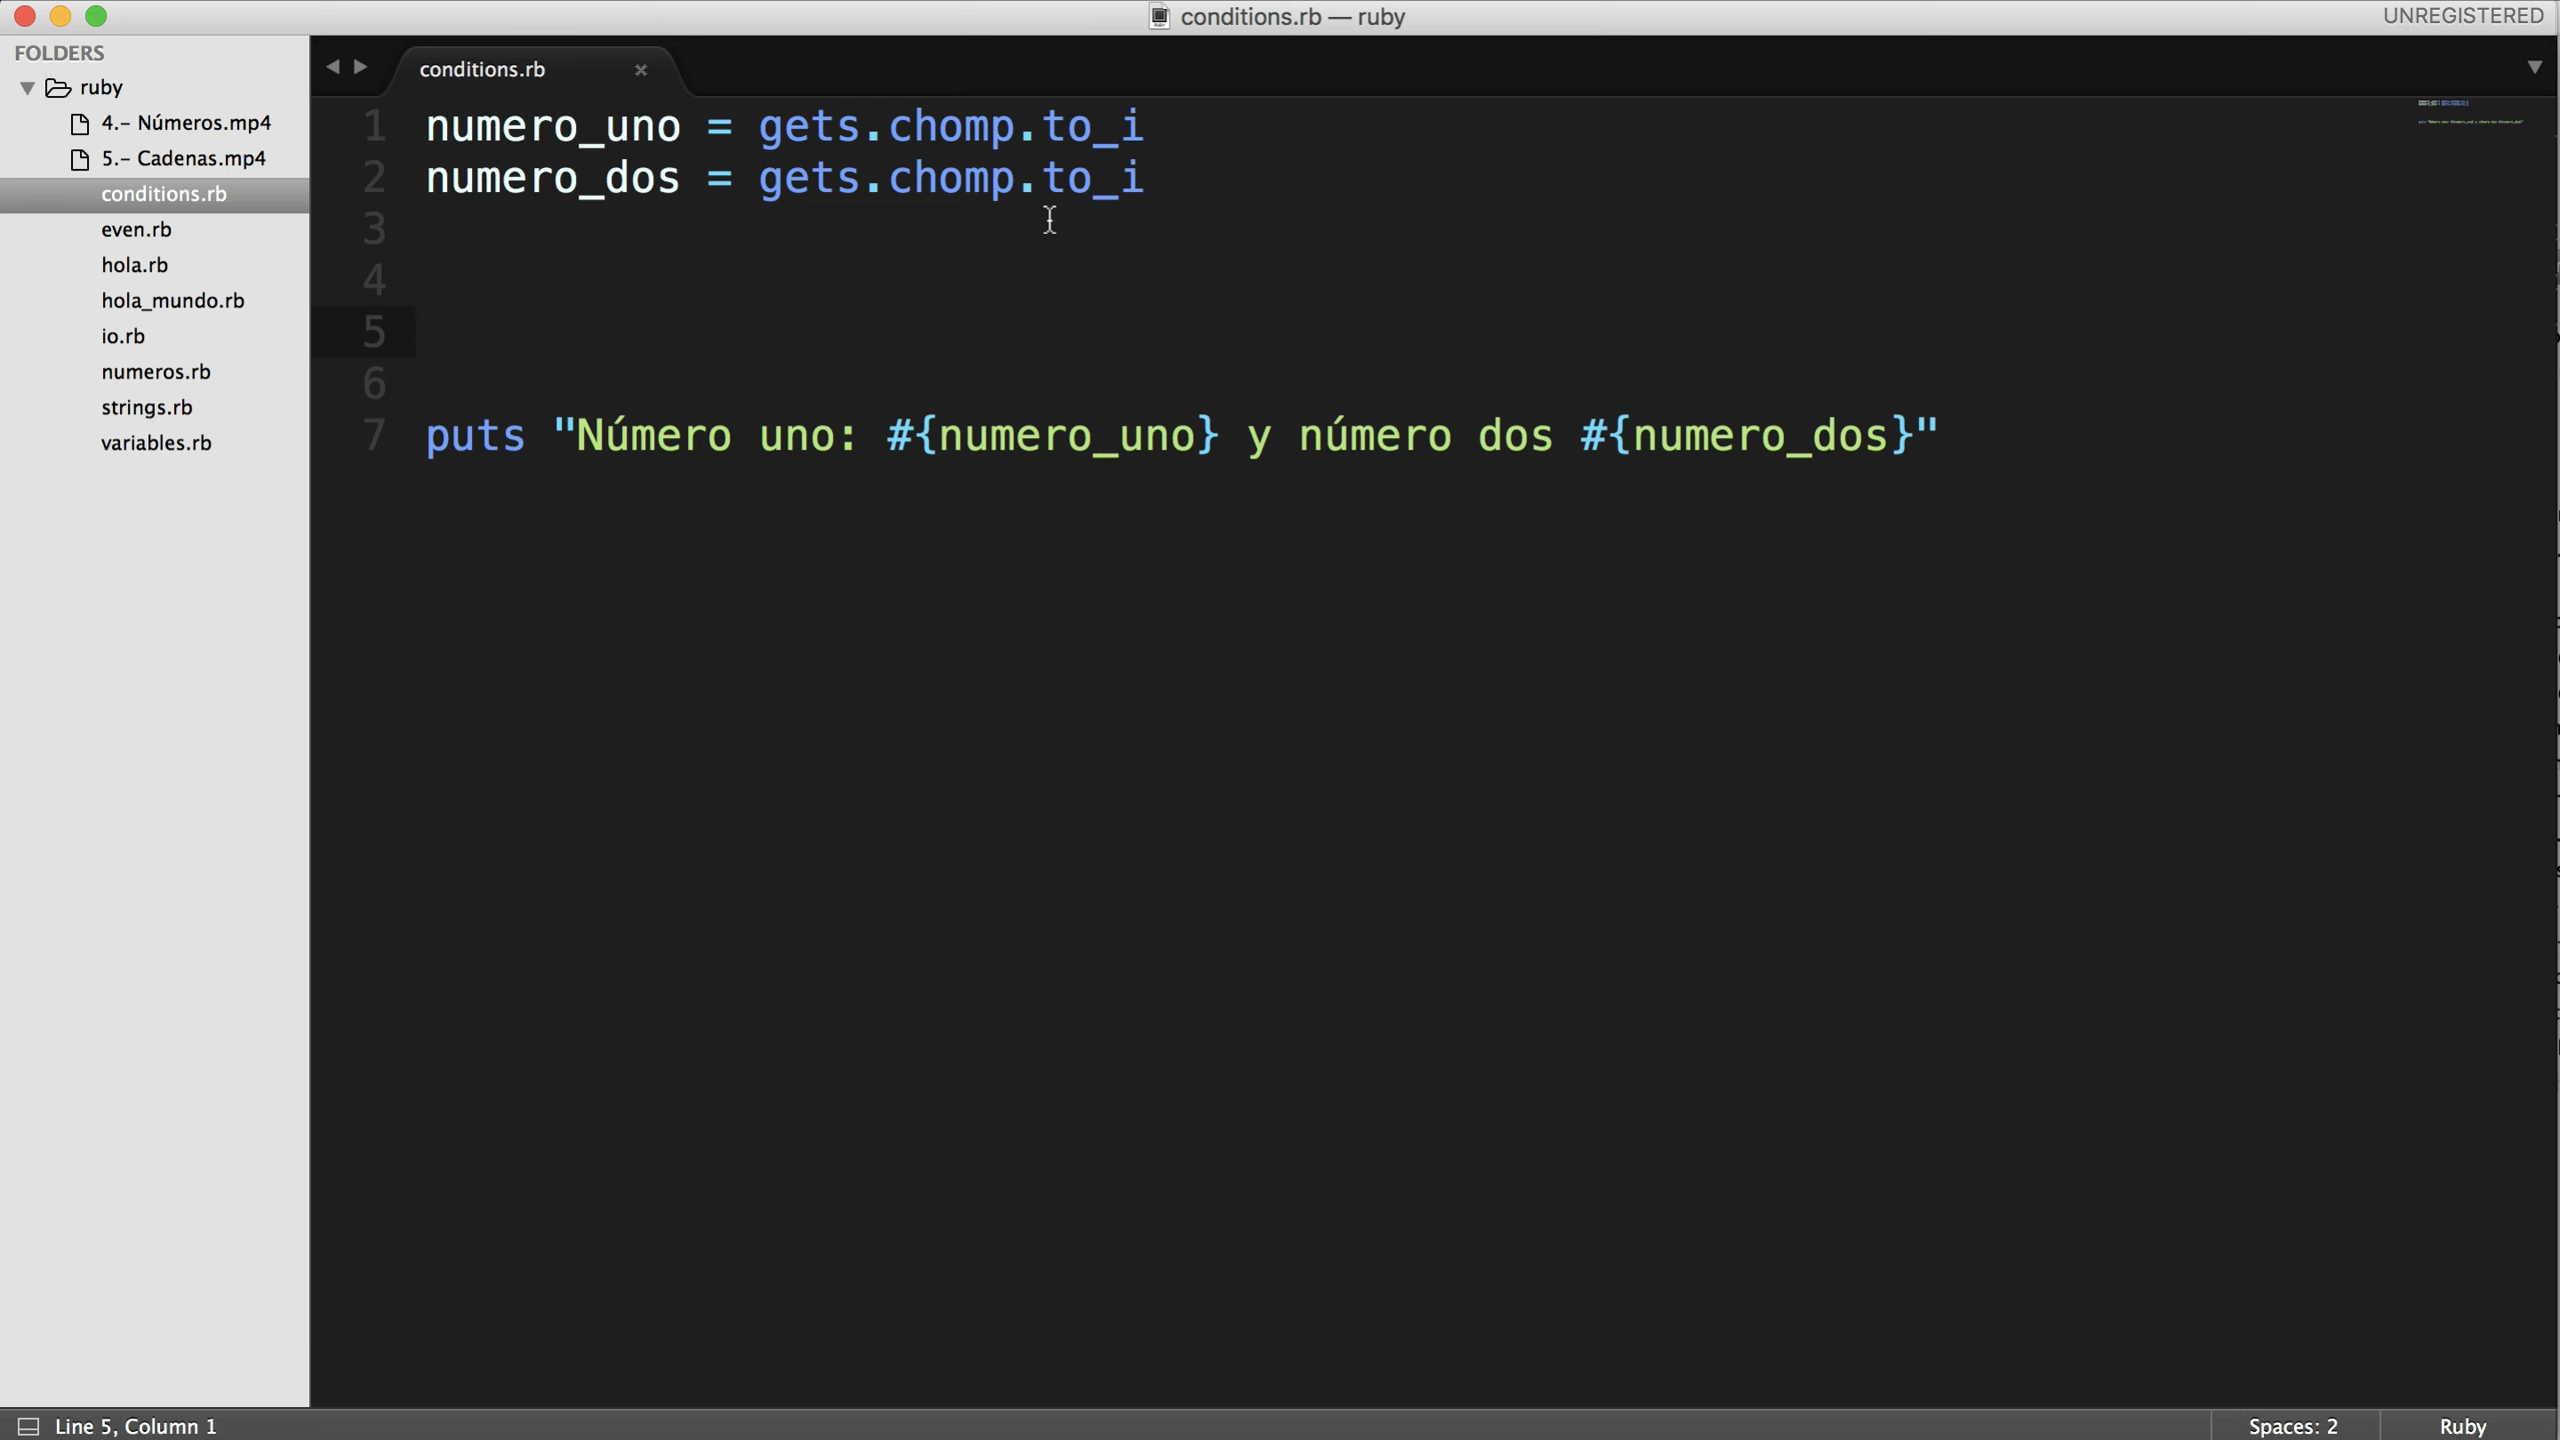 conditions.rb — ruby
UNREGISTERED
FOLDERS
ruby
4.- Números.mp4
5.- Cadenas.mp4
conditions.rb
even.rb
hola.rb
hola_mundo.rb
io.rb
numeros.rb
strings.rb
variables.rb
conditions.rb
1 numero_uno = gets.chomp.to_i
2 numero_dos = gets.chomp.to_i
3
4
5
6
7 puts "Número uno: #{numero_uno} y número dos #{numero_dos}"
Line 5, Column 1
Spaces: 2
Ruby